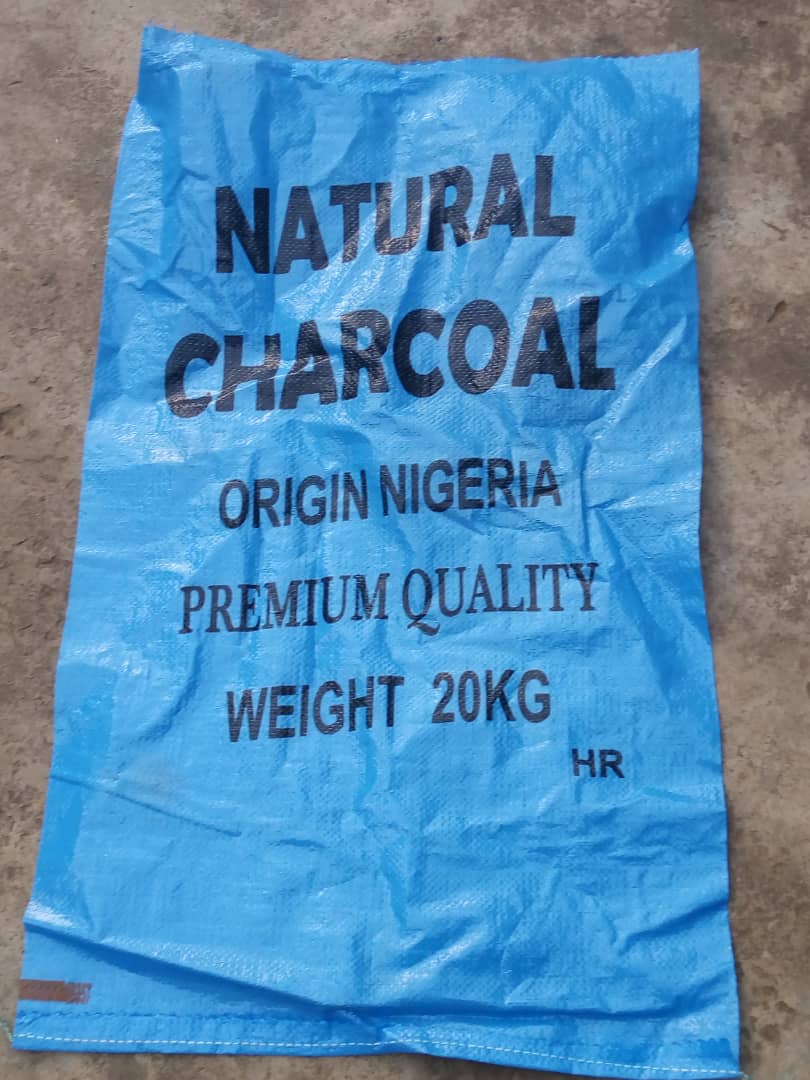 NATURAL
CHARCOAL
ORIGIN NIGERIA
PREMIUM QUALITY
WEIGHT 20KG
HR